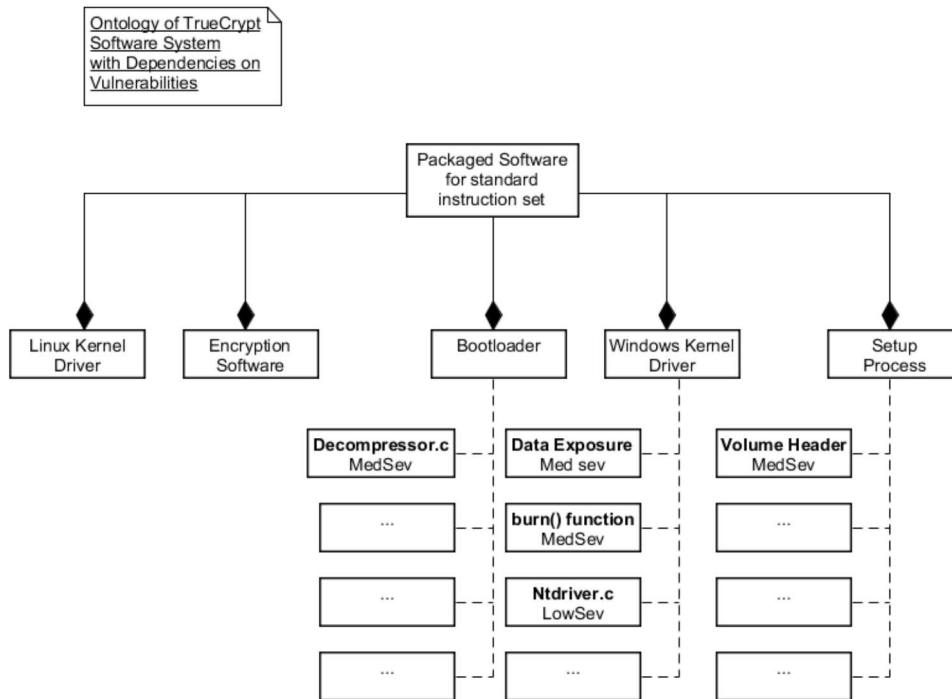 Ontology of TrueCrypt
Software System
with Dependencies on
Vulnerabilities
Packaged Software
for standard
instruction set
Linux Kernel
Driver
Encryption
Software
Bootloader
Windows Kernel
Driver
Setup
Process
Decompressor.c
MedSev
Data Exposure
Med sev
Volume Header
MedSev
...
burn() function
MedSev
...
...
Ntdriver.c
LowSev
...
...
...
...